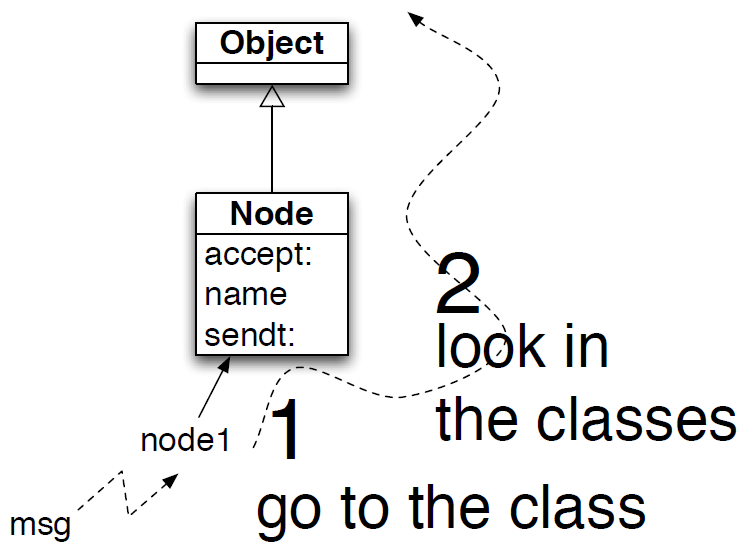 Object
Node
accept:
name
sendt:
2
look in
the classes
1
go to the class
node1
msg